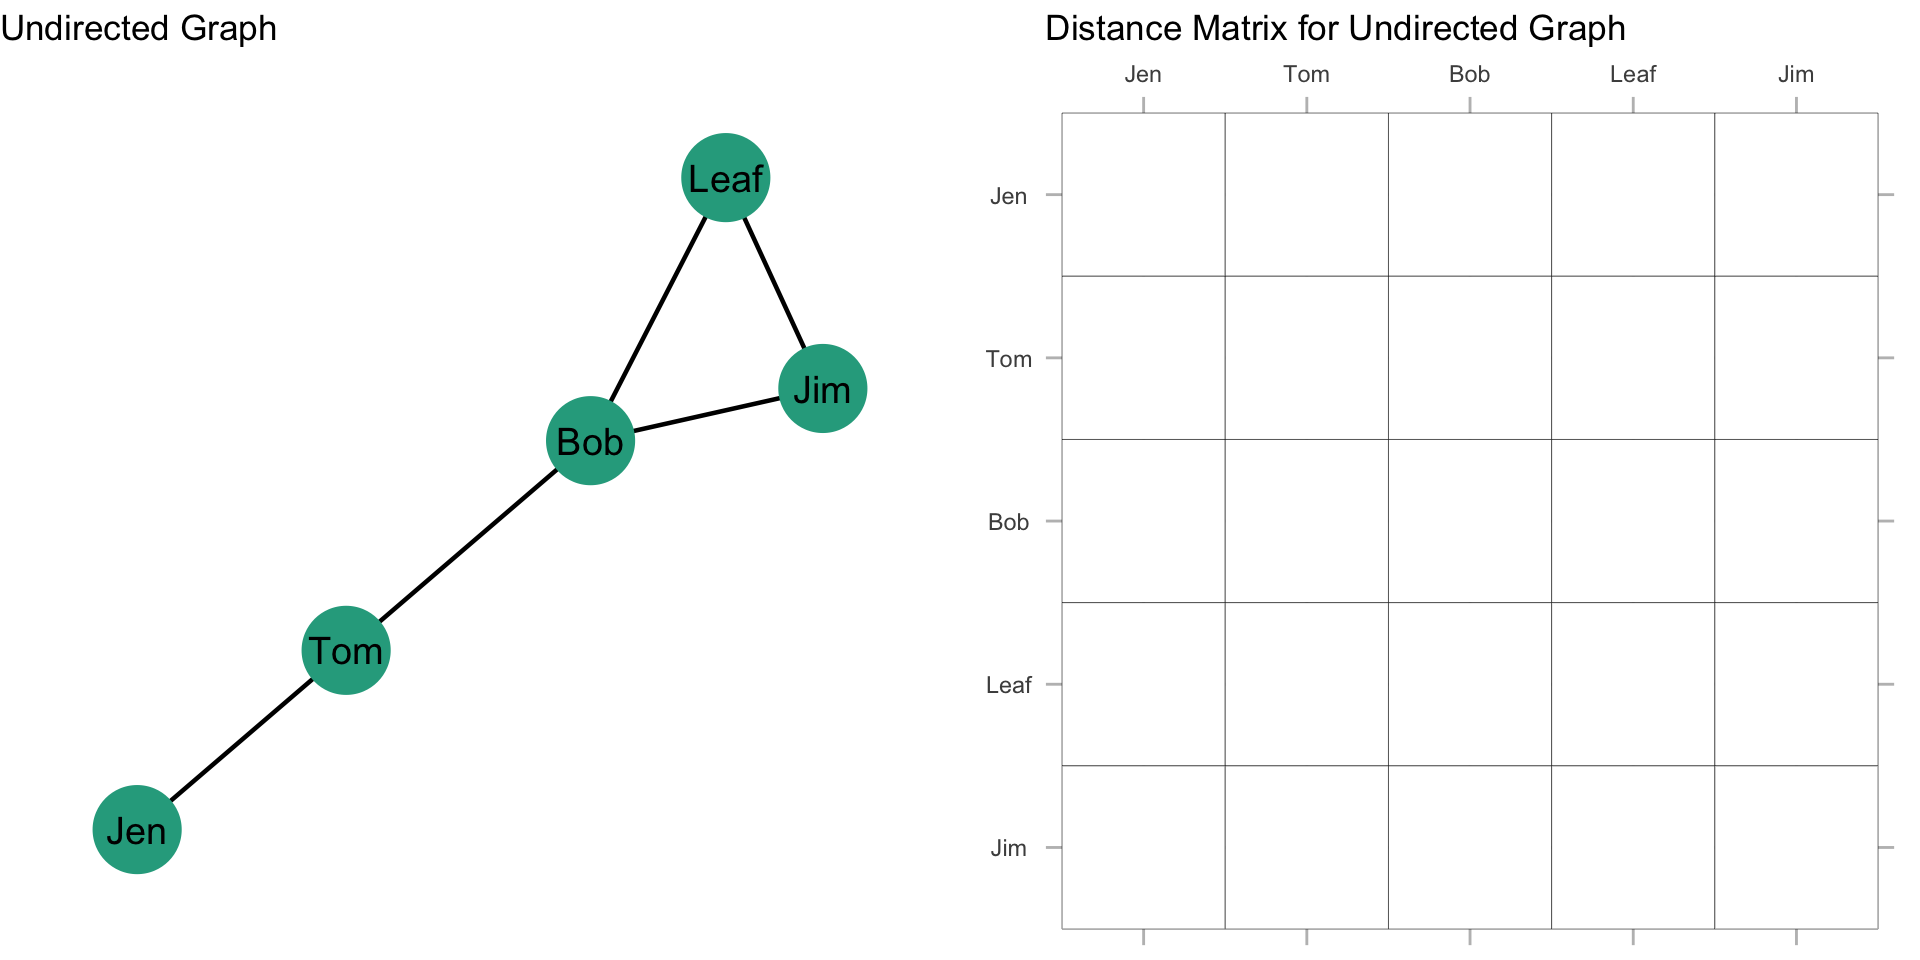 Undirected Graph
Leaf
Jim
Bob
Tom
Jen
Distance Matrix for Undirected Graph
Jen Tom Bob Leaf Jim
Jen
Tom
Bob
Leaf
Jim